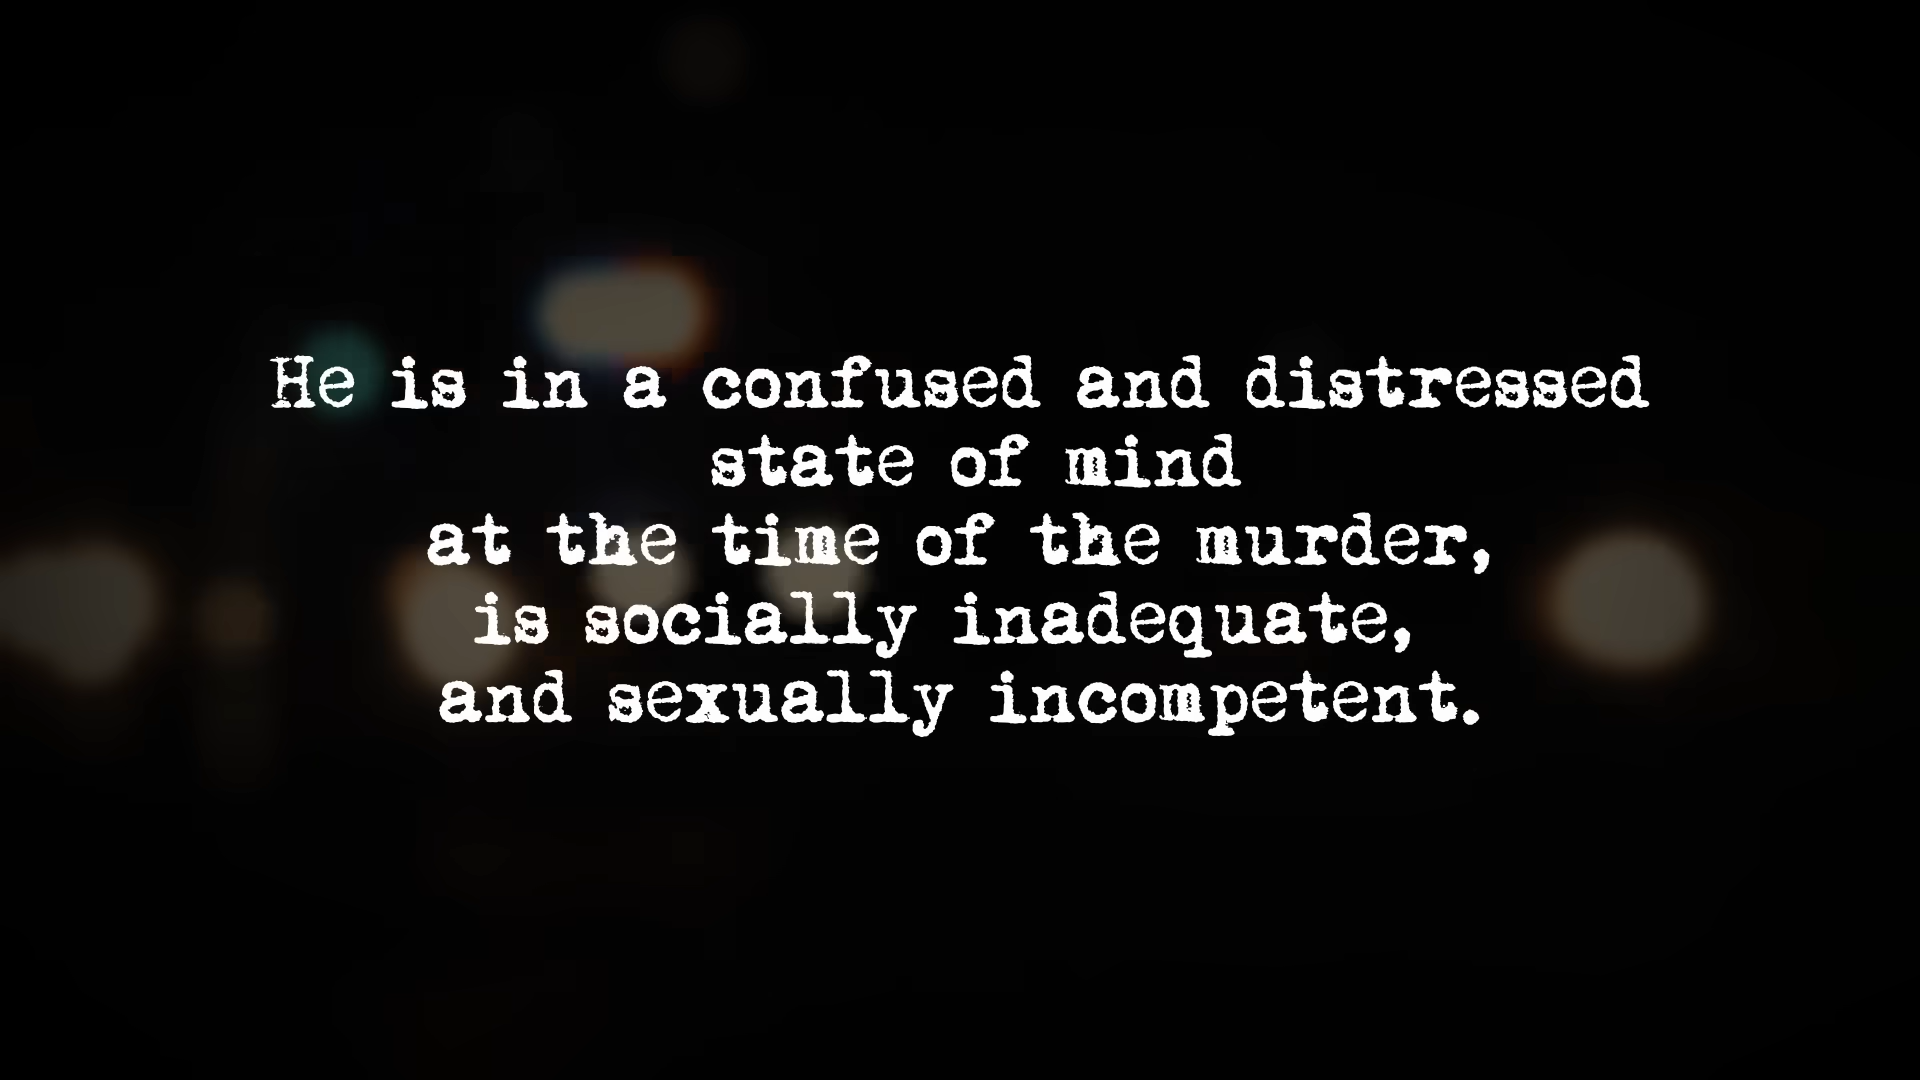 He is in a confused and distressed
state of mind
at the time of the murder,
is socially inadequate,
and sexually incompetent.